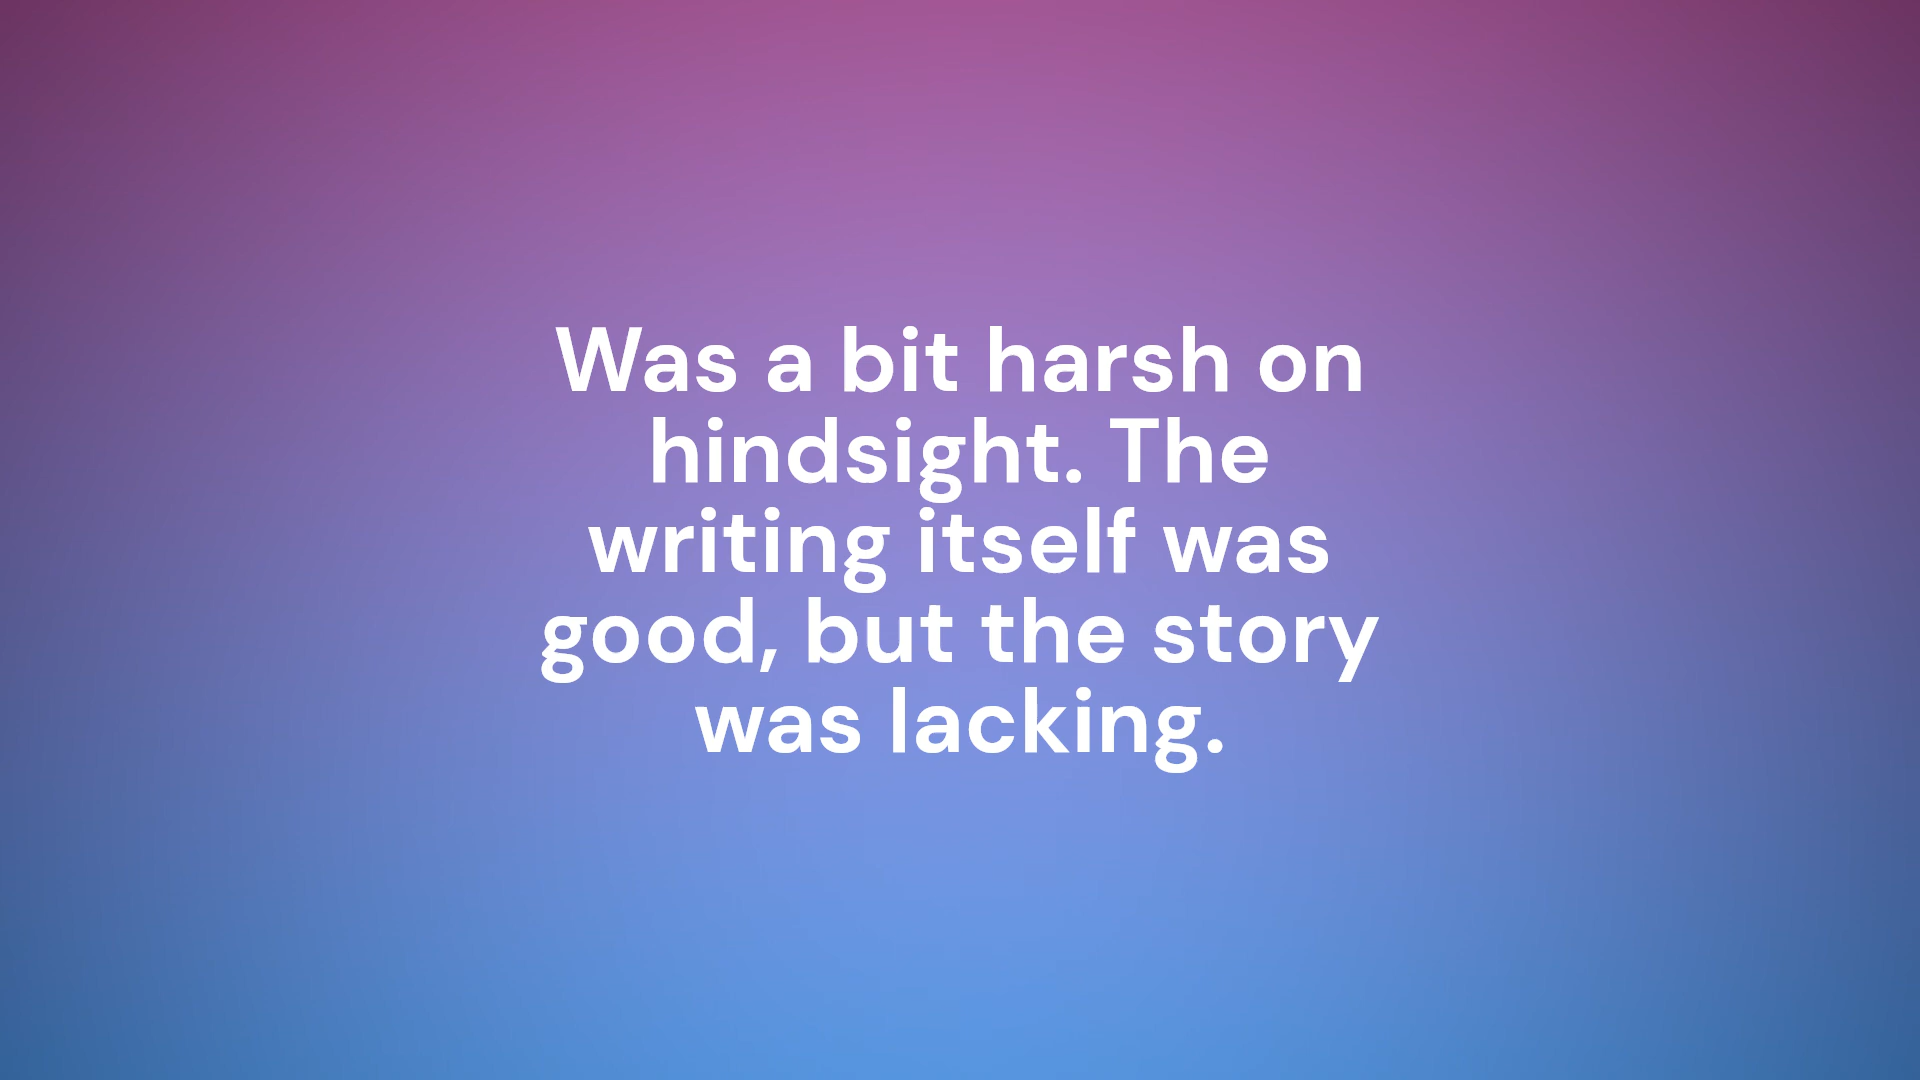 Was a bit harsh on
hindsight. The
writing itself was
good, but the story
was lacking.